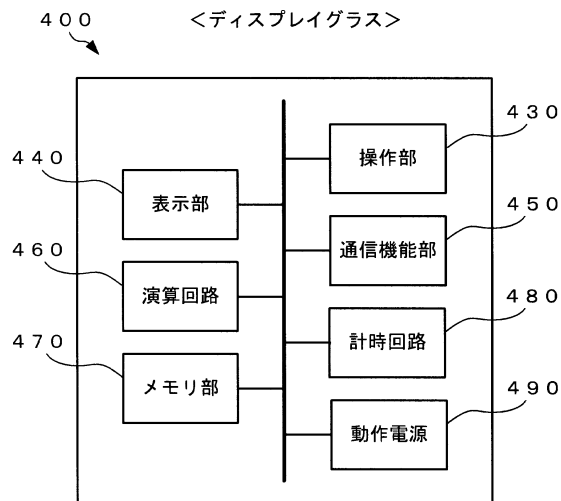 400
<ディスプレイグラス>
430
操作部
440
表示部
450
通信機能部
460
演算回路
480
計時回路
470
メモリ部
490
動作電源